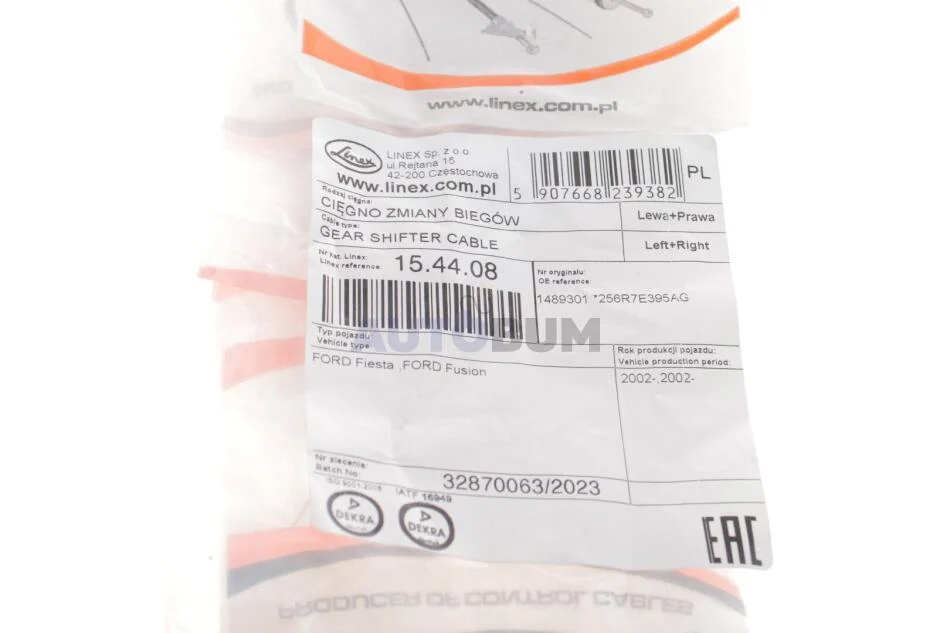 www.linex.com.pl
Linex
LINEX Sp. z o.o.
ul. Rejtana 15
42-200 Częstochowa
www.linex.com.pl
5 907668 239382
PL
Rodzaj cięgna:
CIĘGNO ZMIANY BIEGÓW
Lewa+Prawa
Cable type:
GEAR SHIFTER CABLE
Left+Right
Nr kat. Linex:
Linex reference:
15.44.08
Nr oryginału:
OE reference
1489301 *256R7E395AG
AUTOBUM
Typ pojazdu
Vehicle type
FORD Fiesta ,FORD Fusion
Rok produkcji pojazdu:
Vehicle production period:
2002-,2002-
Nr zlecenia:
Batch No:
32870063/2023
ISO 9001:2008
IATF 16949
DEKRA
DEKRA
EAC
PRODUCER OF CONTROL CABLES